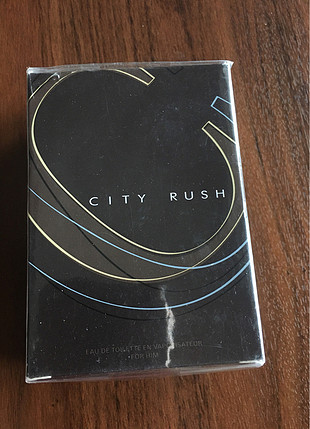 CITY RUSH
EAU DE TOILETTE EN VAPORISATEUR
FOR HIM